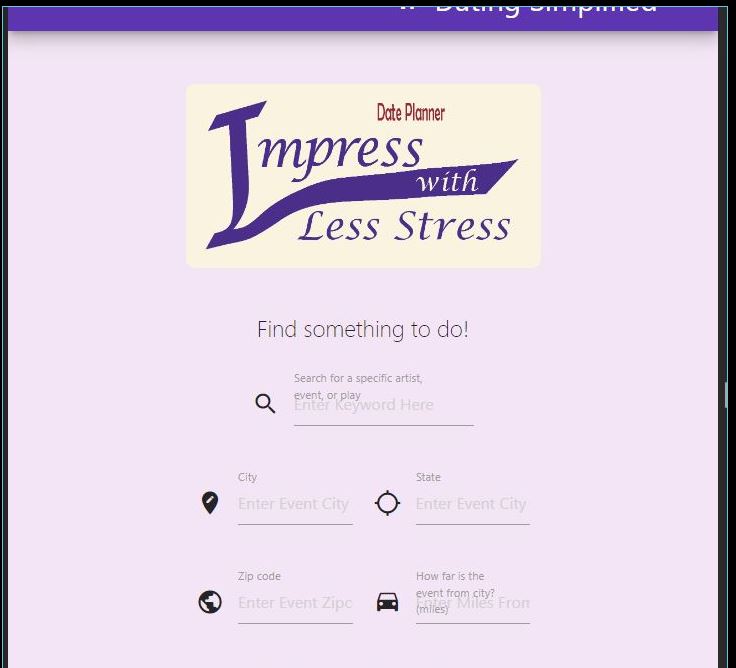 Dating Simplified
Date Planner
Impress
with
Less Stress
Find something to do!
Search for a specific artist,
event, or play
Enter Keyword Here
City
State
Enter Event City
Enter Event City
Zip code
How far is the
event from city?
(miles)
Enter Event Zipc
Enter Miles From